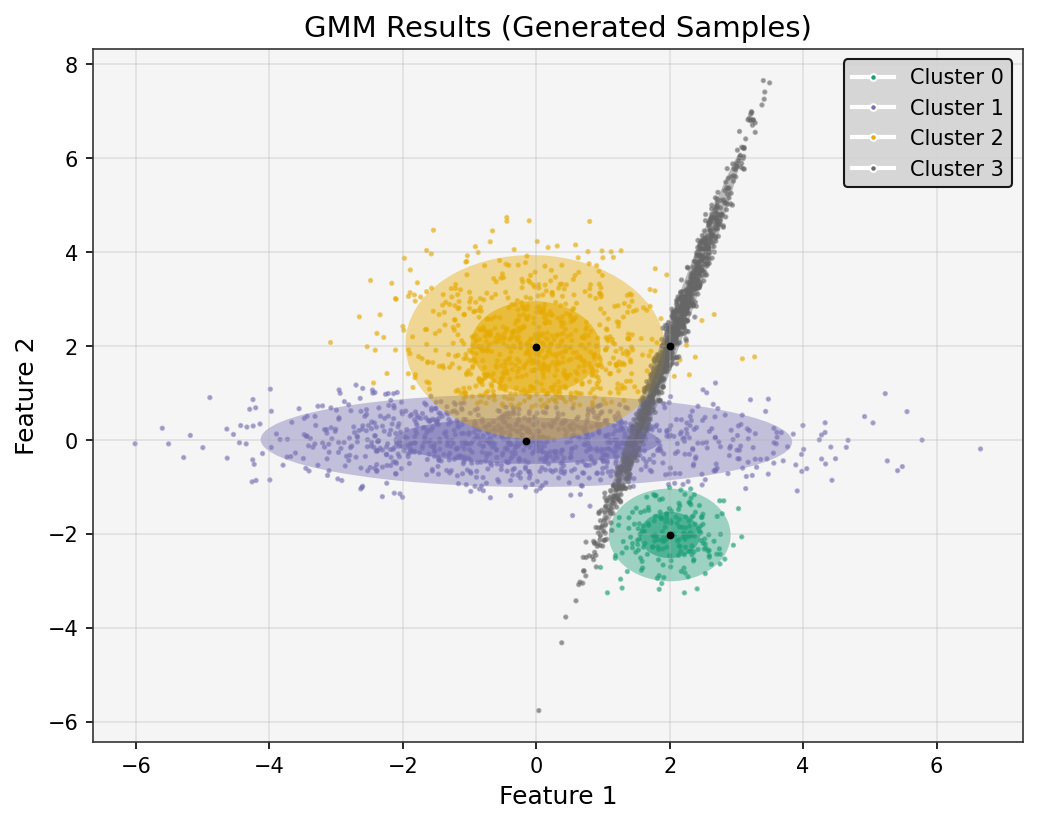 GMM Results (Generated Samples)
Cluster 0
Cluster 1
Cluster 2
Cluster 3
8
6
4
2
0
−2
−4
−6
Feature 2
−6 −4 −2 0 2 4 6
Feature 1